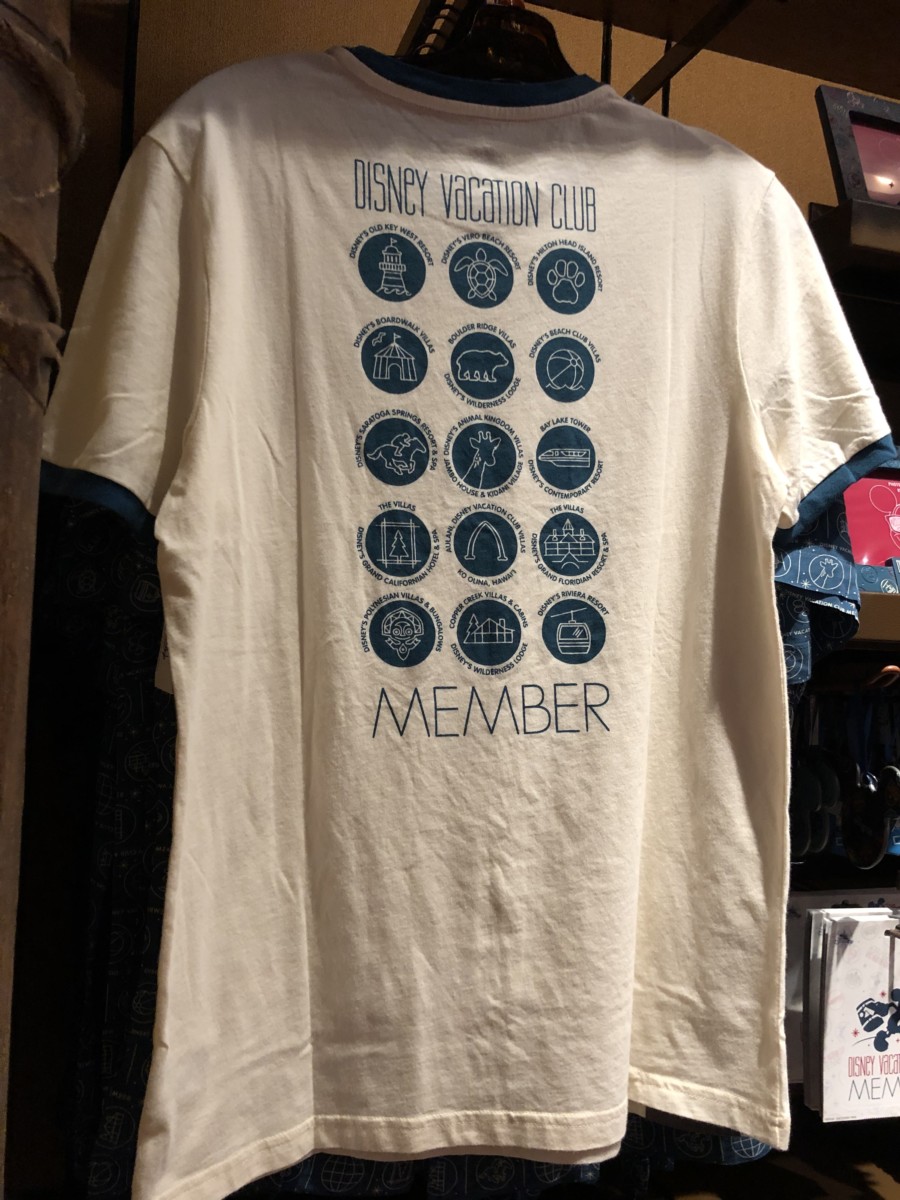 DISNEY VACATION CLUB
DISNEY'S OLD KEY WEST RESORT
DISNEY'S VERO BEACH RESORT
DISNEY'S HILTON HEAD ISLAND RESORT
DISNEY'S BOARDWALK VILLAS
BOULDER RIDGE VILLAS
DISNEY'S WILDERNESS LODGE
DISNEY'S BEACH CLUB VILLAS
DISNEY'S SARATOGA SPRINGS RESORT & SPA
DISNEY'S ANIMAL KINGDOM VILLAS
JAMBO HOUSE & KIDANI VILLAGE
BAY LAKE TOWER
DISNEY'S CONTEMPORARY RESORT
THE VILLAS
DISNEY'S GRAND CALIFORNIAN HOTEL & SPA
AULANI, DISNEY VACATION CLUB VILLAS
KO OLINA, HAWAI'I
THE VILLAS
DISNEY'S GRAND FLORIDIAN RESORT & SPA
DISNEY'S POLYNESIAN VILLAS & BUNGALOWS
COPPER CREEK VILLAS & CABINS
DISNEY'S WILDERNESS LODGE
DISNEY'S RIVIERA RESORT
MEMBER
DISNEY VACAT
MEM